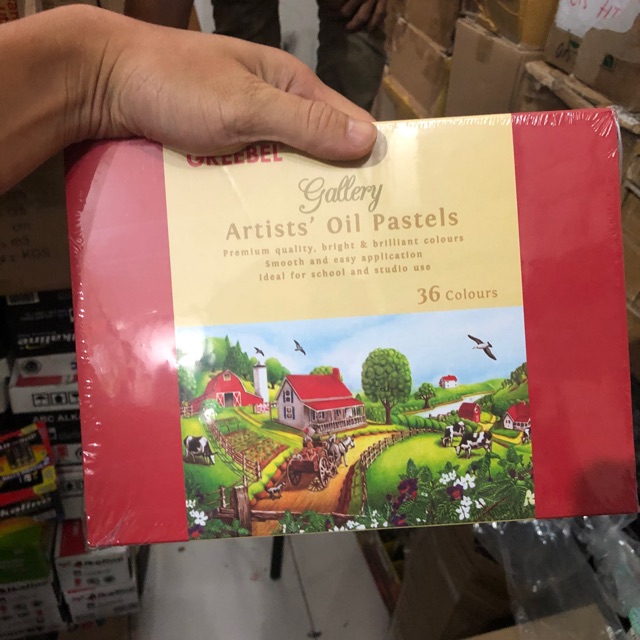 GREEBEL
Gallery
Artists' Oil Pastels
Premium quality, bright & brilliant colours
Smooth and easy application
Ideal for school and studio use
36 Colours